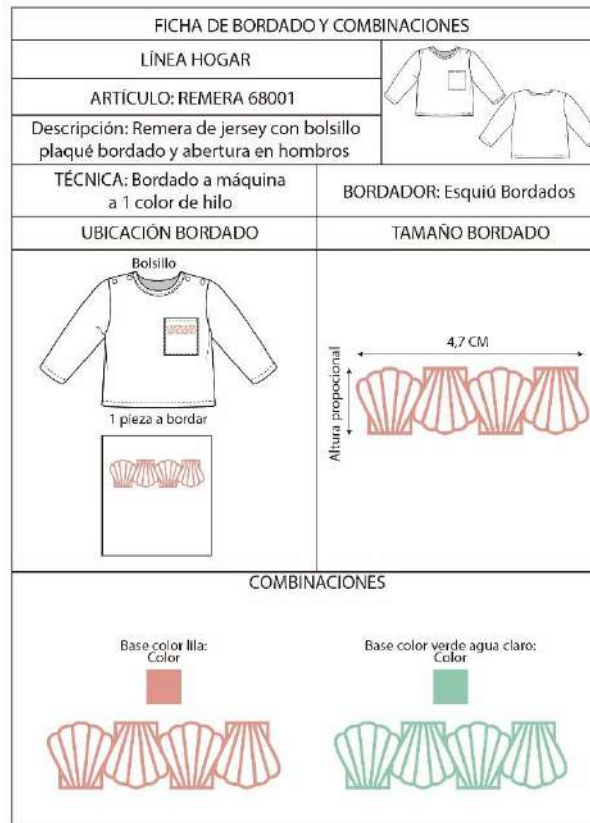 FICHA DE BORDADO Y COMBINACIONES
LÍNEA HOGAR
ARTÍCULO: REMERA 68001
Descripción: Remera de jersey con bolsillo
plaqué bordado y abertura en hombros
TÉCNICA: Bordado a máquina
a 1 color de hilo
BORDADOR: Esquiú Bordados
UBICACIÓN BORDADO
TAMAÑO BORDADO
Bolsillo
1 pieza a bordar
4,7 CM
Altura propocional
COMBINACIONES
Base color lila:
Color
Base color verde agua claro:
Color